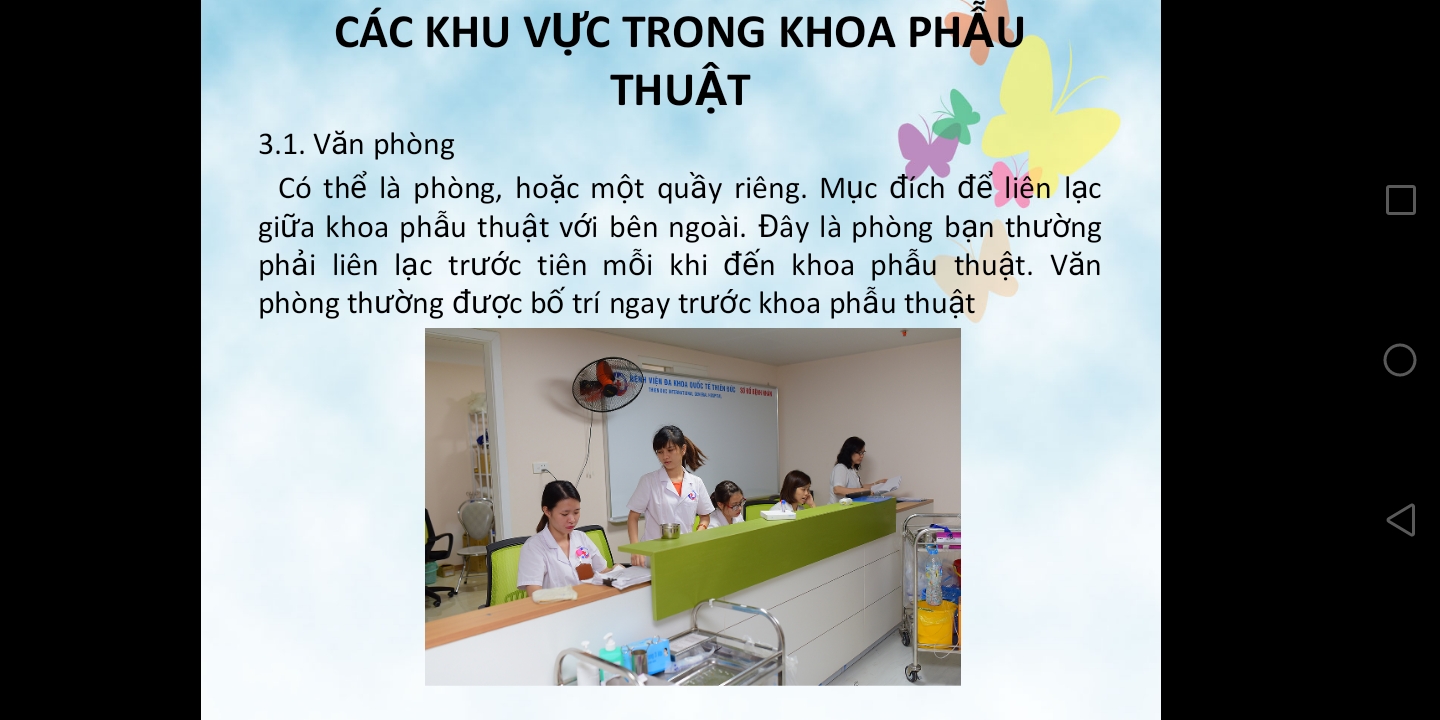 CÁC KHU VỰC TRONG KHOA PHẪU
THUẬT
3.1. Văn phòng
Có thể là phòng, hoặc một quầy riêng. Mục đích để liên lạc
giữa khoa phẫu thuật với bên ngoài. Đây là phòng bạn thường
phải liên lạc trước tiên mỗi khi đến khoa phẫu thuật. Văn
phòng thường được bố trí ngay trước khoa phẫu thuật
BỆNH VIỆN ĐA KHOA QUỐC TẾ THIÊN ĐỨC
THIEN DUC INTERNATIONAL GENERAL HOSPITAL